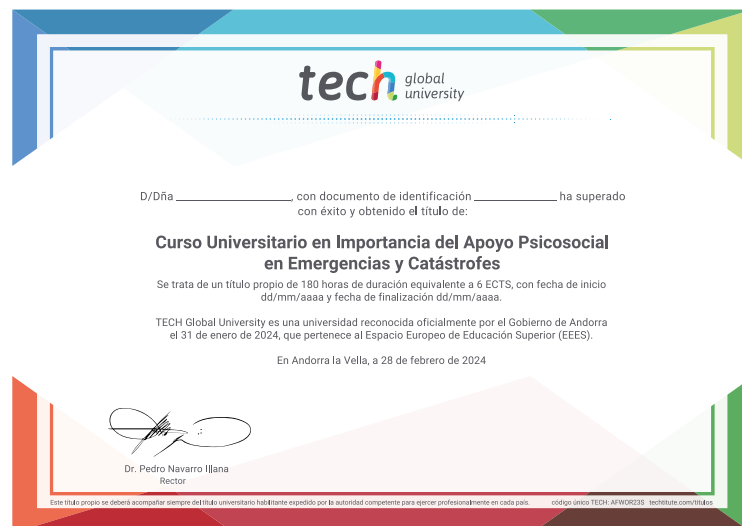 tech global university
D/Dña ____________, con documento de identificación ____________ ha superado
con éxito y obtenido el título de:
Curso Universitario en Importancia del Apoyo Psicosocial
en Emergencias y Catástrofes
Se trata de un título propio de 180 horas de duración equivalente a 6 ECTS, con fecha de inicio
dd/mm/aaaa y fecha de finalización dd/mm/aaaa.
TECH Global University es una universidad reconocida oficialmente por el Gobierno de Andorra
el 31 de enero de 2024, que pertenece al Espacio Europeo de Educación Superior (EEES).
En Andorra la Vella, a 28 de febrero de 2024
Dr. Pedro Navarro Illana
Rector
Este título propio se deberá acompañar siempre del título universitario habilitante expedido por la autoridad competente para ejercer profesionalmente en cada país. código único TECH: AFWOR23S techtitute.com/titulos